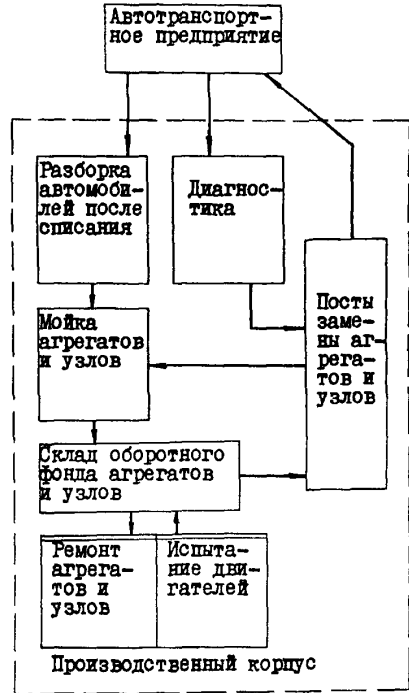 Автотранспорт-
ное предприятие
Разборка
автомоби-
лей после
списания
Диагнос-
тика
Посты
заме-
ны аг-
рега-
тов и
узлов
Мойка
агрегатов
и узлов
Склад оборотного
фонда агрегатов
и узлов
Ремонт
агрега-
тов и
узлов
Испыта-
ние дви-
гателей
Производственный корпус